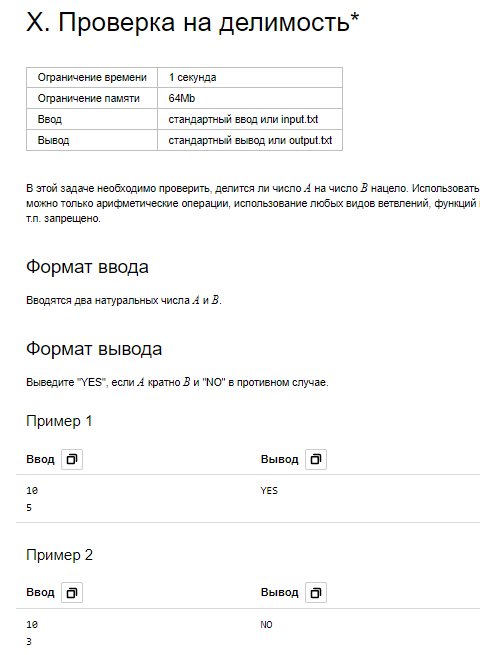 X. Проверка на делимость*
Ограничение времени 1 секунда
Ограничение памяти 64Mb
Ввод стандартный ввод или input.txt
Вывод стандартный вывод или output.txt
В этой задаче необходимо проверить, делится ли число A на число B нацело. Использовать
можно только арифметические операции, использование любых видов ветвлений, функций
т.п. запрещено.
Формат ввода
Вводятся два натуральных числа A и B.
Формат вывода
Выведите "YES", если A кратно B и "NO" в противном случае.
Пример 1
Ввод Вывод
10 YES
5
Пример 2
Ввод Вывод
10 NO
3